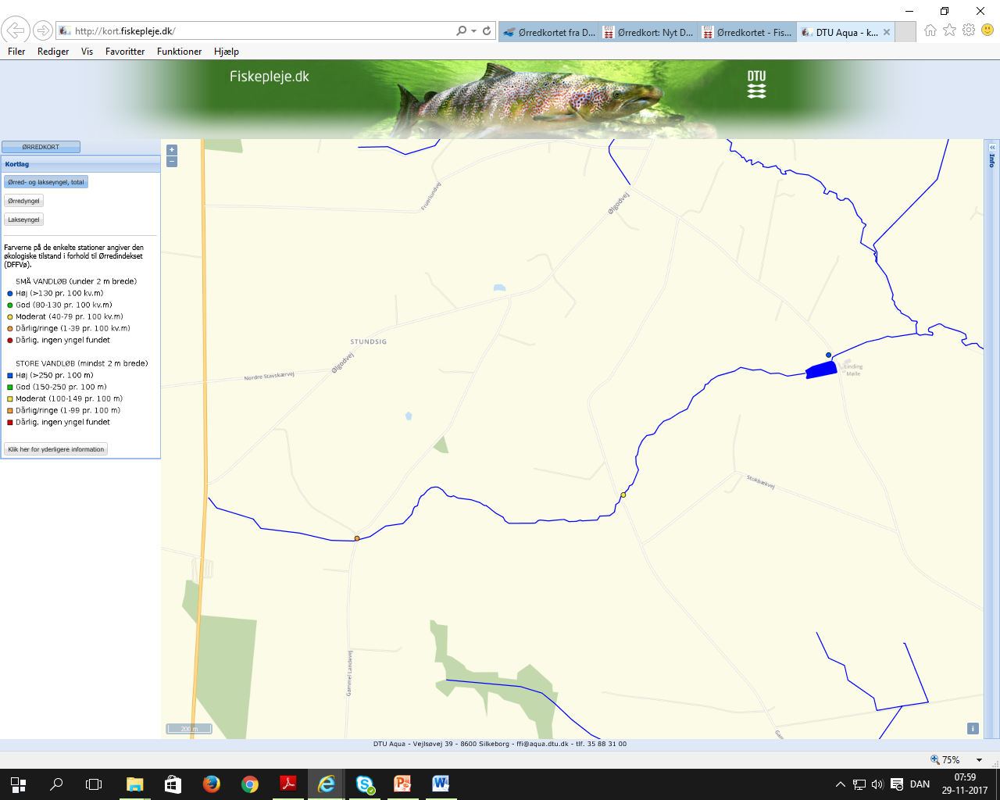 http://kort.fiskepleje.dk/
Ørredkortet fra D...
Ørredkort: Nyt D...
Ørredkortet - Fis...
DTU Aqua - k...
Filer Rediger Vis Favoritter Funktioner Hjælp
Fiskepleje.dk
DTU
ØRREDKORT
Kortlag
Ørred- og lakseyngel, total
Ørredyngel
Lakseyngel
Farverne på de enkelte stationer angiver den
økologiske tilstand i forhold til Ørredindekset
(DFFVø).
SMÅ VANDLØB (under 2 m brede)
Høj (>130 pr. 100 kv.m)
God (80-130 pr. 100 kv.m)
Moderat (40-79 pr. 100 kv.m)
Dårlig/ringe (1-39 pr. 100 kv.m)
Dårlig, ingen yngel fundet
STORE VANDLØB (mindst 2 m brede)
Høj (>250 pr. 100 m)
God (150-250 pr. 100 m)
Moderat (100-149 pr. 100 m)
Dårlig/ringe (1-99 pr. 100 m)
Dårlig, ingen yngel fundet
Klik her for yderligere information
+
−
Info
Fruerlundvej
Ølgodvej
STUNDSIG
Ølgodvej
Nordre Stavskærvej
Linding
Mølle
Stokbækvej
Gammel Landevej
Gam
200 m
i
DTU Aqua - Vejlsøvej 39 - 8600 Silkeborg - ffi@aqua.dtu.dk - tlf. 35 88 31 00
75%
DAN
07:59
29-11-2017